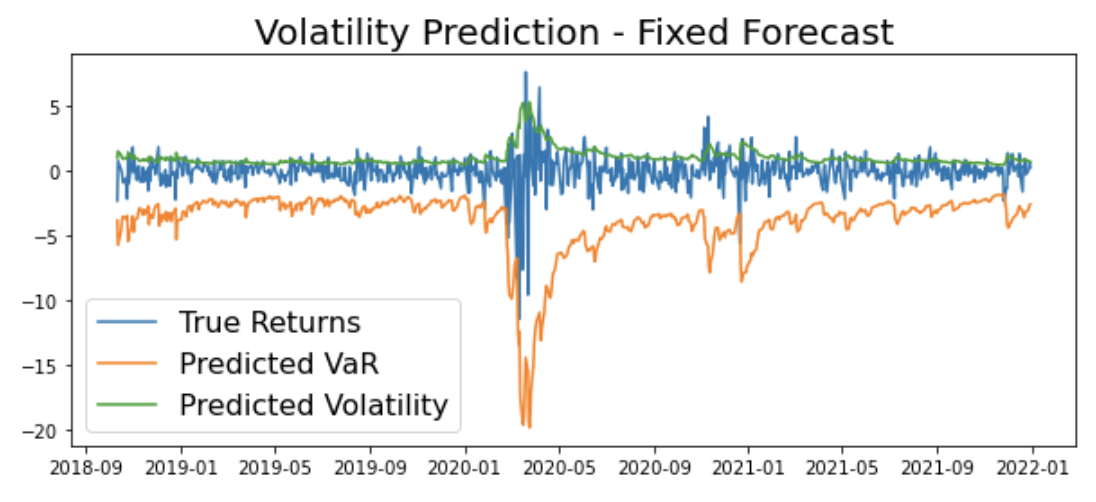 Volatility Prediction - Fixed Forecast
5
0
−5
−10
−15
−20
True Returns
Predicted VaR
Predicted Volatility
2018-09 2019-01 2019-05 2019-09 2020-01 2020-05 2020-09 2021-01 2021-05 2021-09 2022-01